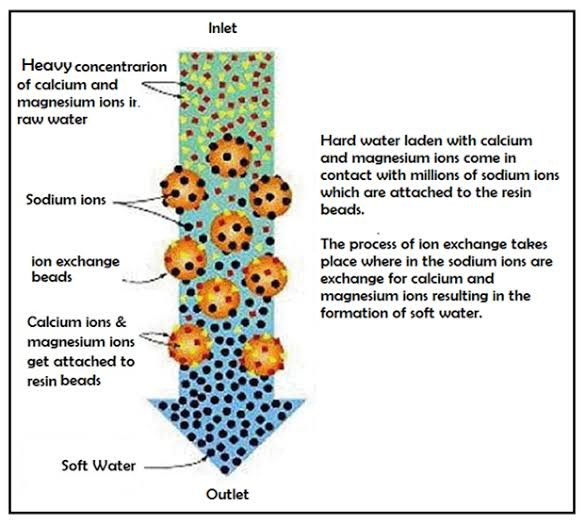 Inlet
Heavy concentrarion
of calcium and
magnesium ions ir.
raw water
Sodium ions
ion exchange
beads
Calcium ions &
magnesium ions
get attached to
resin beads
Soft Water
Outlet
Hard water laden with calcium
and magnesium ions come in
contact with millions of sodium ions
which are attached to the resin
beads.
The process of ion exchange takes
place where in the sodium ions are
exchange for calcium and
magnesium ions resulting in the
formation of soft water.